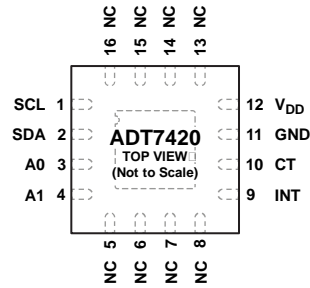 16 NC
15 NC
14 NC
13 NC
SCL 1
SDA 2
A0 3
A1 4
ADT7420
TOP VIEW
(Not to Scale)
12 VDD
11 GND
10 CT
9 INT
NC 5
NC 6
NC 7
NC 8